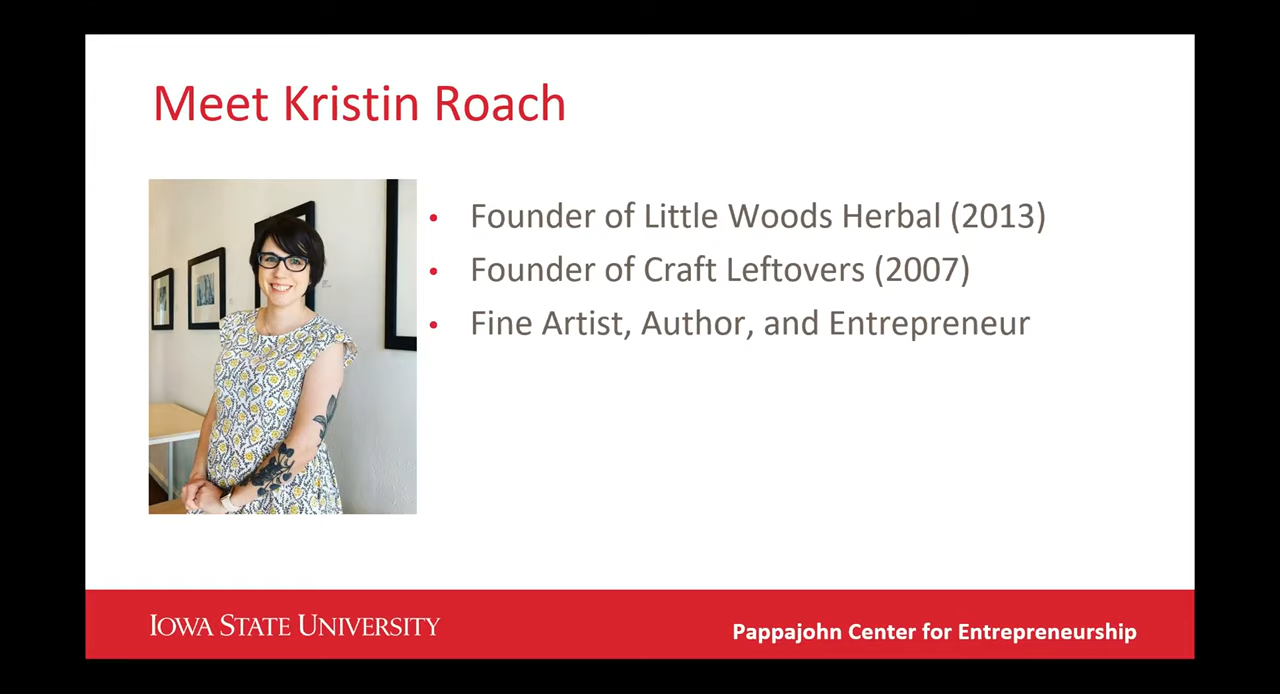 Meet Kristin Roach
• Founder of Little Woods Herbal (2013)
• Founder of Craft Leftovers (2007)
• Fine Artist, Author, and Entrepreneur
IOWA STATE UNIVERSITY
Pappajohn Center for Entrepreneurship